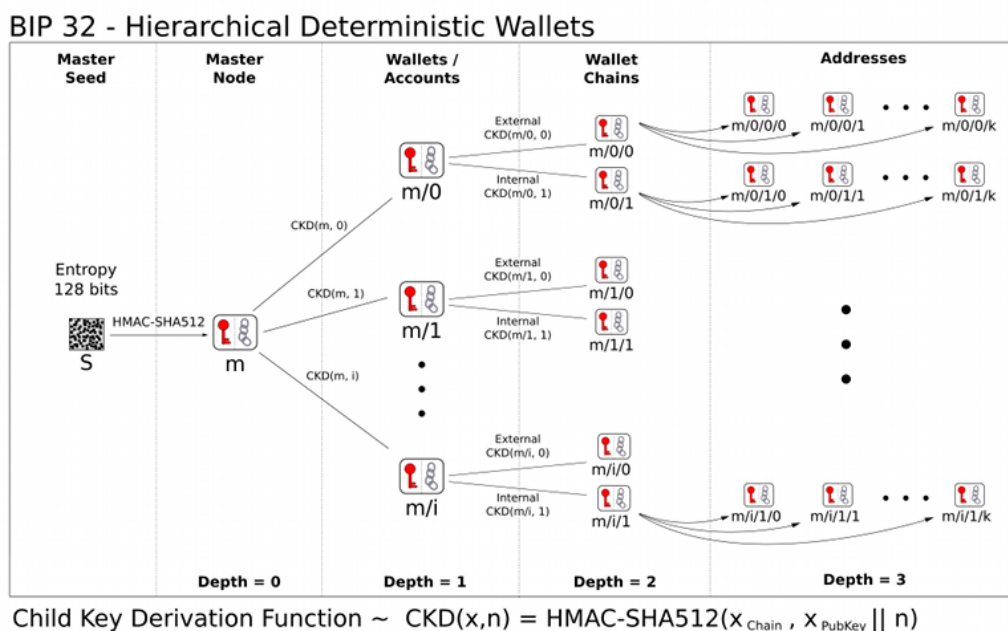 BIP 32 - Hierarchical Deterministic Wallets
Master Seed
Master Node
Wallets / Accounts
Wallet Chains
Addresses
Entropy
128 bits
S
HMAC-SHA512
m
CKD(m, 0)
CKD(m, 1)
CKD(m, i)
m/0
m/1
m/i
External
CKD(m/0, 0)
Internal
CKD(m/0, 1)
External
CKD(m/1, 0)
Internal
CKD(m/1, 1)
External
CKD(m/i, 0)
Internal
CKD(m/i, 1)
m/0/0
m/0/1
m/1/0
m/1/1
m/i/0
m/i/1
m/0/0/0 m/0/0/1 • • • m/0/0/k
m/0/1/0 m/0/1/1 • • • m/0/1/k
m/i/1/0 m/i/1/1 • • • m/i/1/k
Depth = 0
Depth = 1
Depth = 2
Depth = 3
Child Key Derivation Function ~ CKD(x,n) = HMAC-SHA512(x Chain , x PubKey || n)